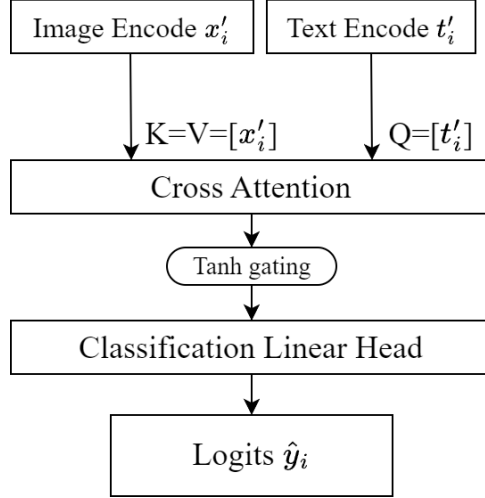 Image Encode x′ᵢ
Text Encode t′ᵢ
K=V=[x′ᵢ]
Q=[t′ᵢ]
Cross Attention
Tanh gating
Classification Linear Head
Logits ŷᵢ